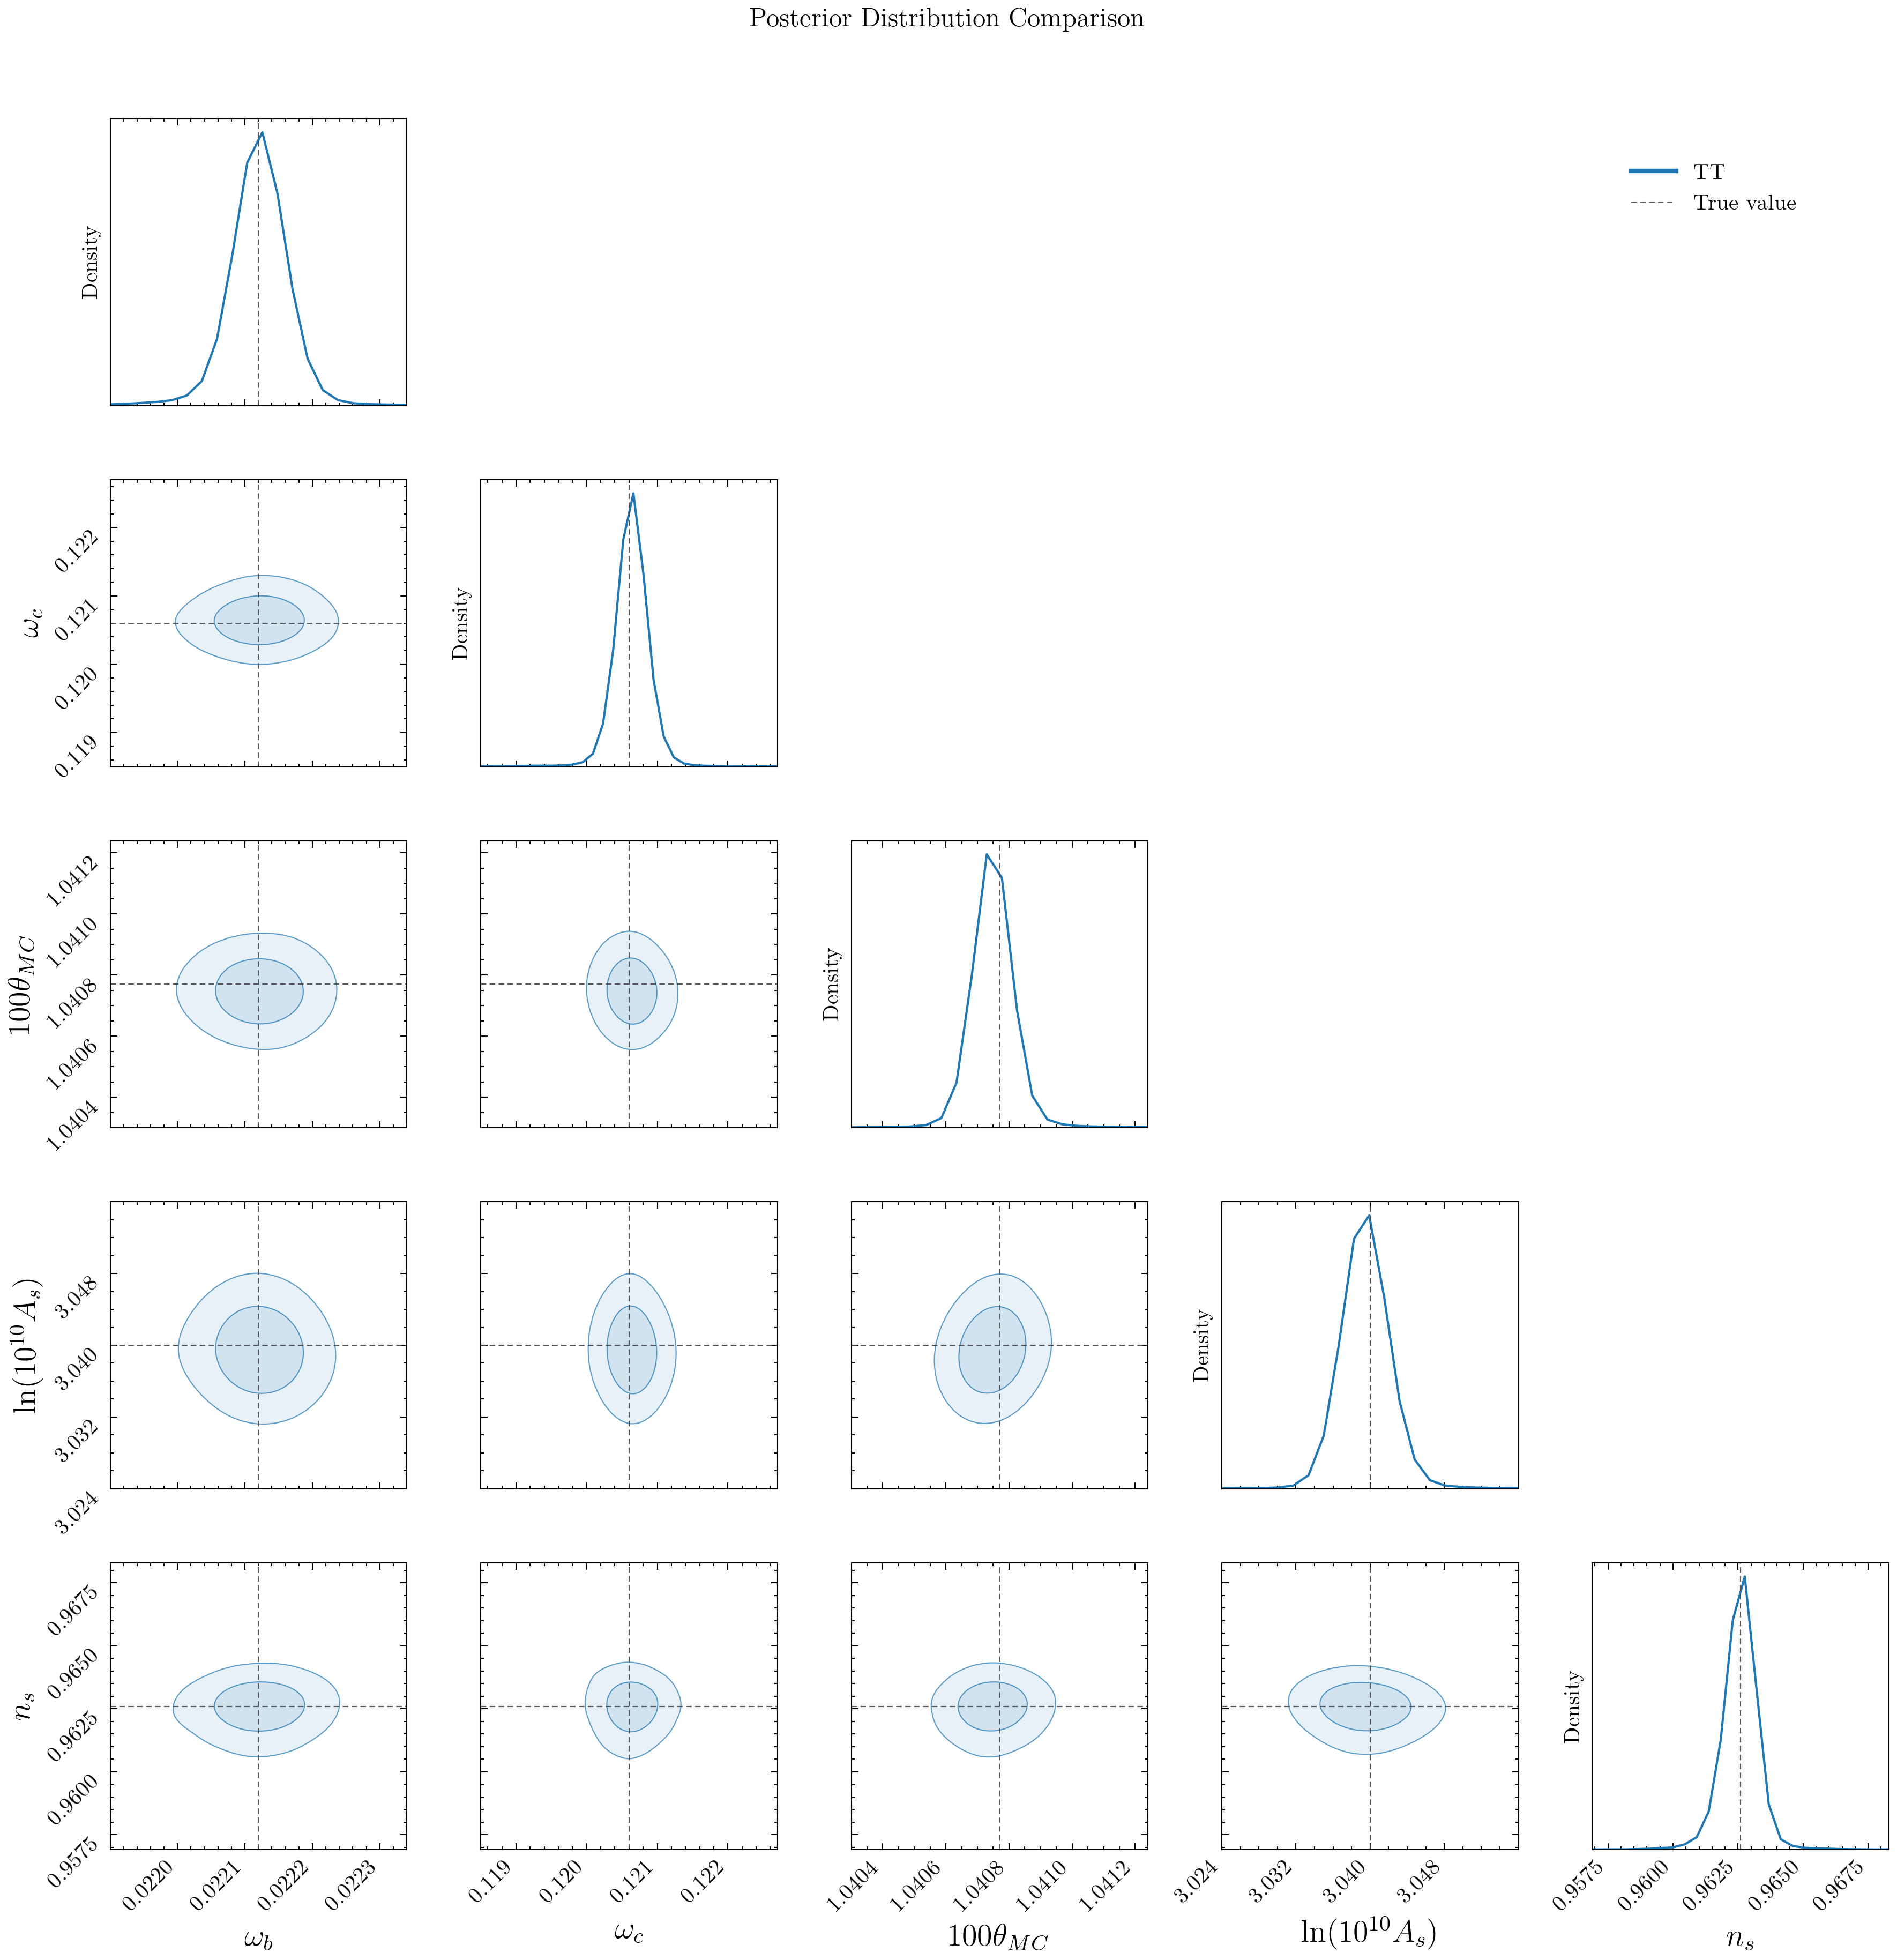 Posterior Distribution Comparison
TT
True value
Density
0.122
0.121
0.120
0.119
ω_c
Density
1.0412
1.0410
1.0408
1.0406
1.0404
100θ_{MC}
Density
3.048
3.040
3.032
3.024
ln(10^{10}A_s)
Density
0.9675
0.9650
0.9625
0.9600
0.9575
n_s
Density
0.0220 0.0221 0.0222 0.0223
0.119 0.120 0.121 0.122
1.0404 1.0406 1.0408 1.0410 1.0412
3.024 3.032 3.040 3.048
0.9575 0.9600 0.9625 0.9650 0.9675
ω_b ω_c 100θ_{MC} ln(10^{10}A_s) n_s